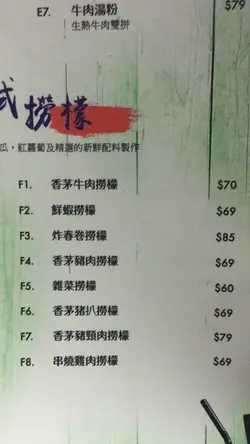 E7. 牛肉湯粉 $79
生熟牛肉雙拼
式撈檬
瓜，紅蘿蔔及精選的新鮮配料製作
F1. 香茅牛肉撈檬 $70
F2. 鮮蝦撈檬 $69
F3. 炸春卷撈檬 $85
F4. 香茅豬肉撈檬 $69
F5. 雜菜撈檬 $60
F6. 香茅豬扒撈檬 $69
F7. 香茅豬頸肉撈檬 $79
F8. 串燒雞肉撈檬 $69